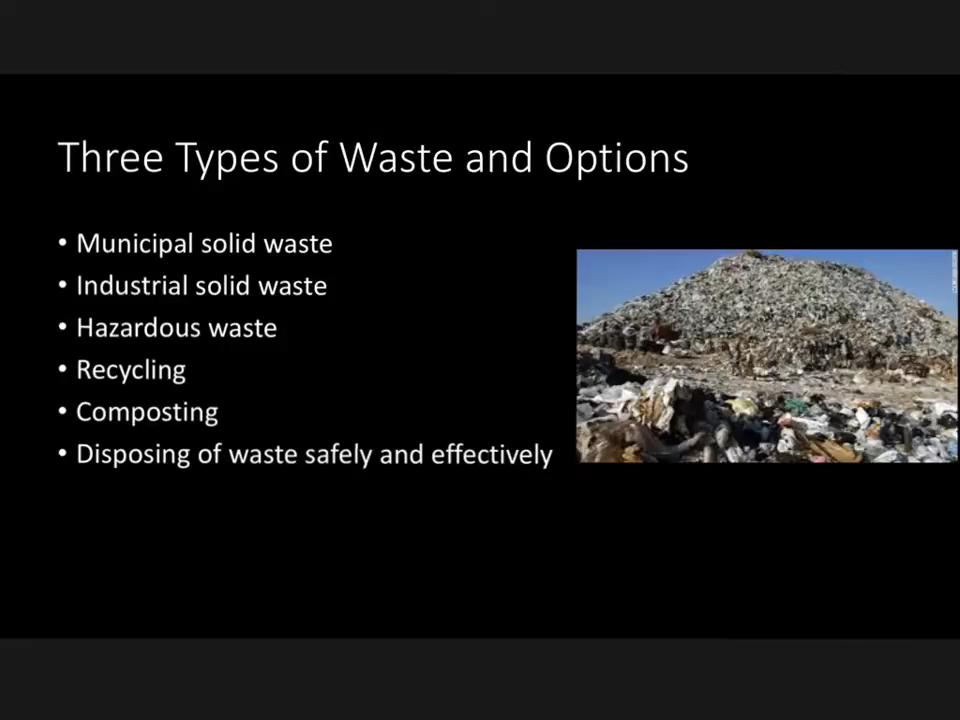 Three Types of Waste and Options
• Municipal solid waste
• Industrial solid waste
• Hazardous waste
• Recycling
• Composting
• Disposing of waste safely and effectively